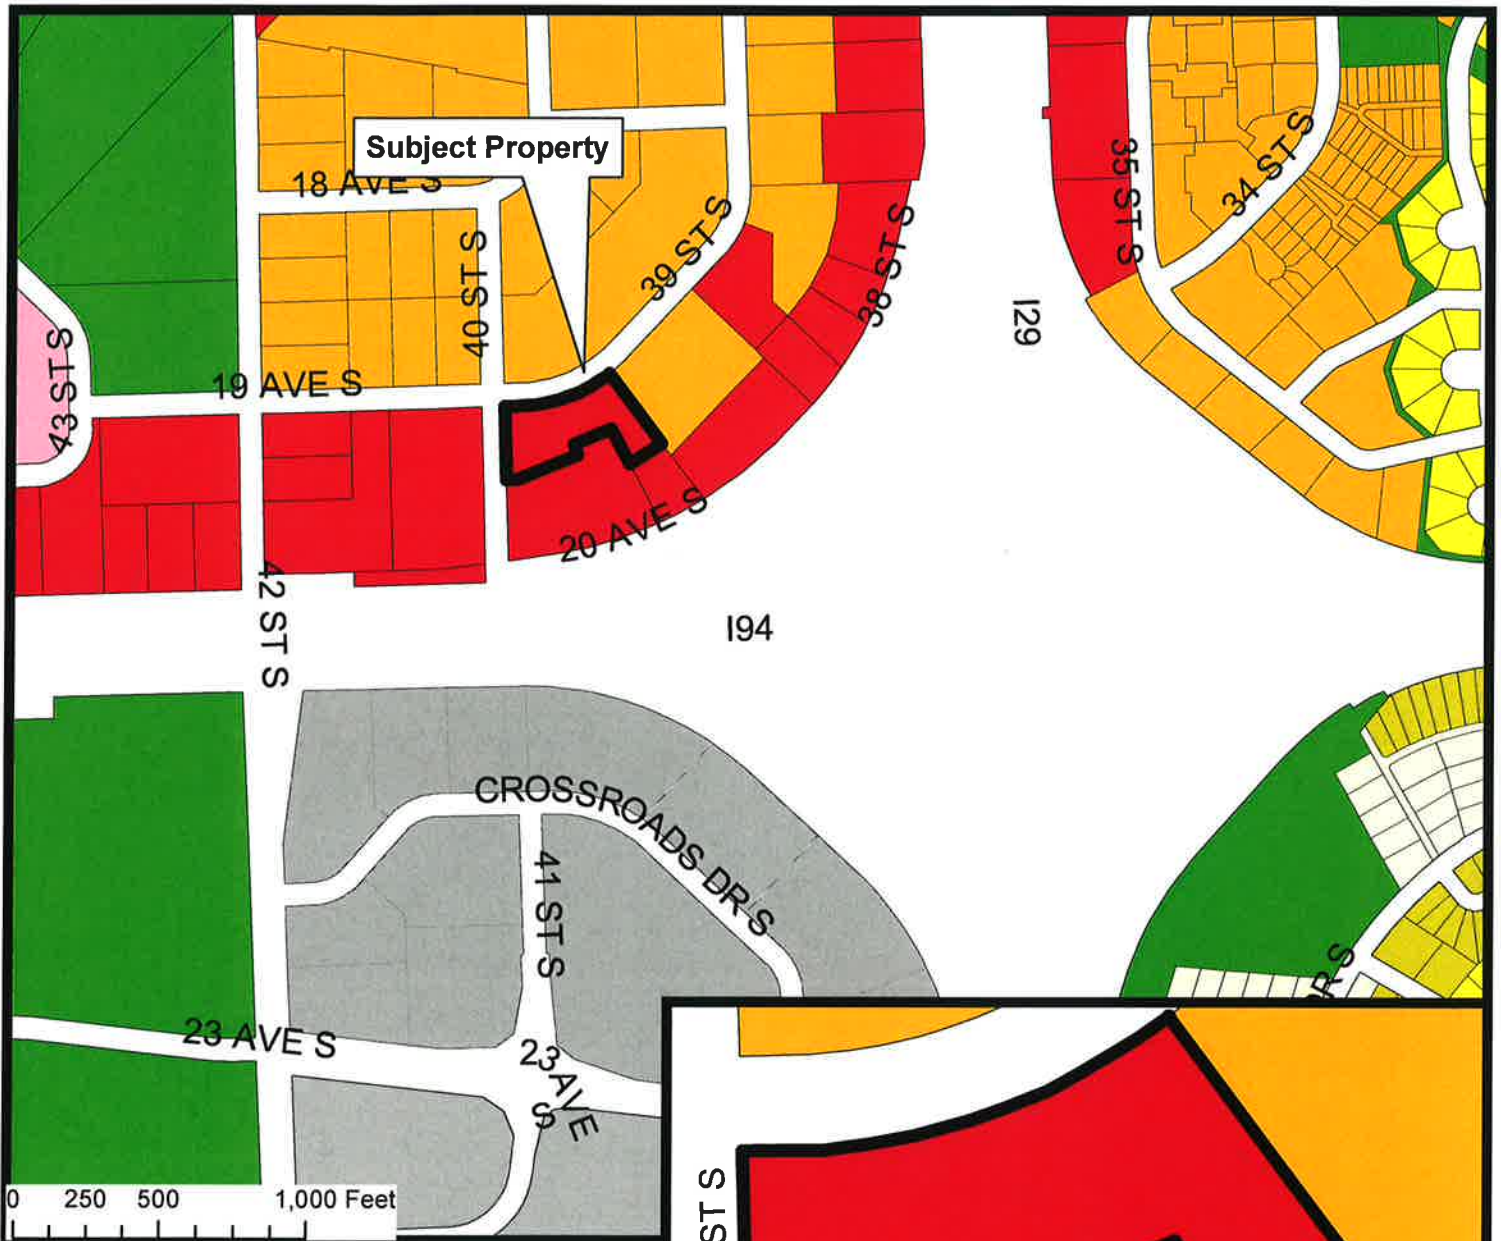 Subject Property
18 AVE S
40 ST S
39 ST S
38 ST S
I29
35 ST S
34 ST S
43 ST S
19 AVE S
20 AVE S
42 ST S
I94
CROSSROADS DR S
41 ST S
DR S
23 AVE S
23 AVE
S
ST S
0 250 500 1,000 Feet